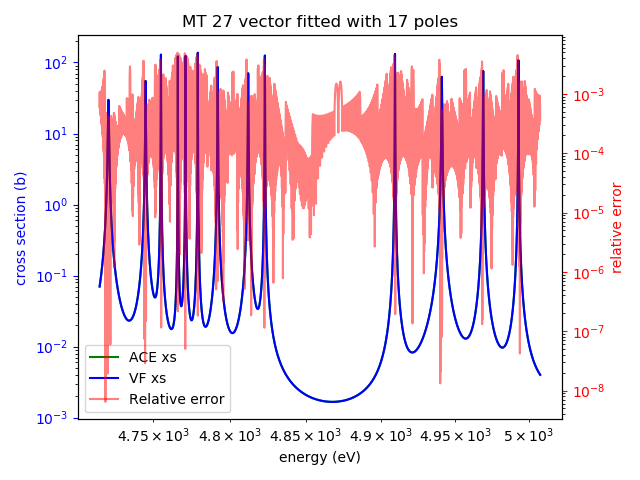 MT 27 vector fitted with 17 poles
10²
10¹
10⁰
10⁻¹
10⁻²
10⁻³
cross section (b)
10⁻³
10⁻⁴
10⁻⁵
10⁻⁶
10⁻⁷
10⁻⁸
relative error
ACE xs
VF xs
Relative error
4.75 × 10³ 4.8 × 10³ 4.85 × 10³ 4.9 × 10³ 4.95 × 10³ 5 × 10³
energy (eV)